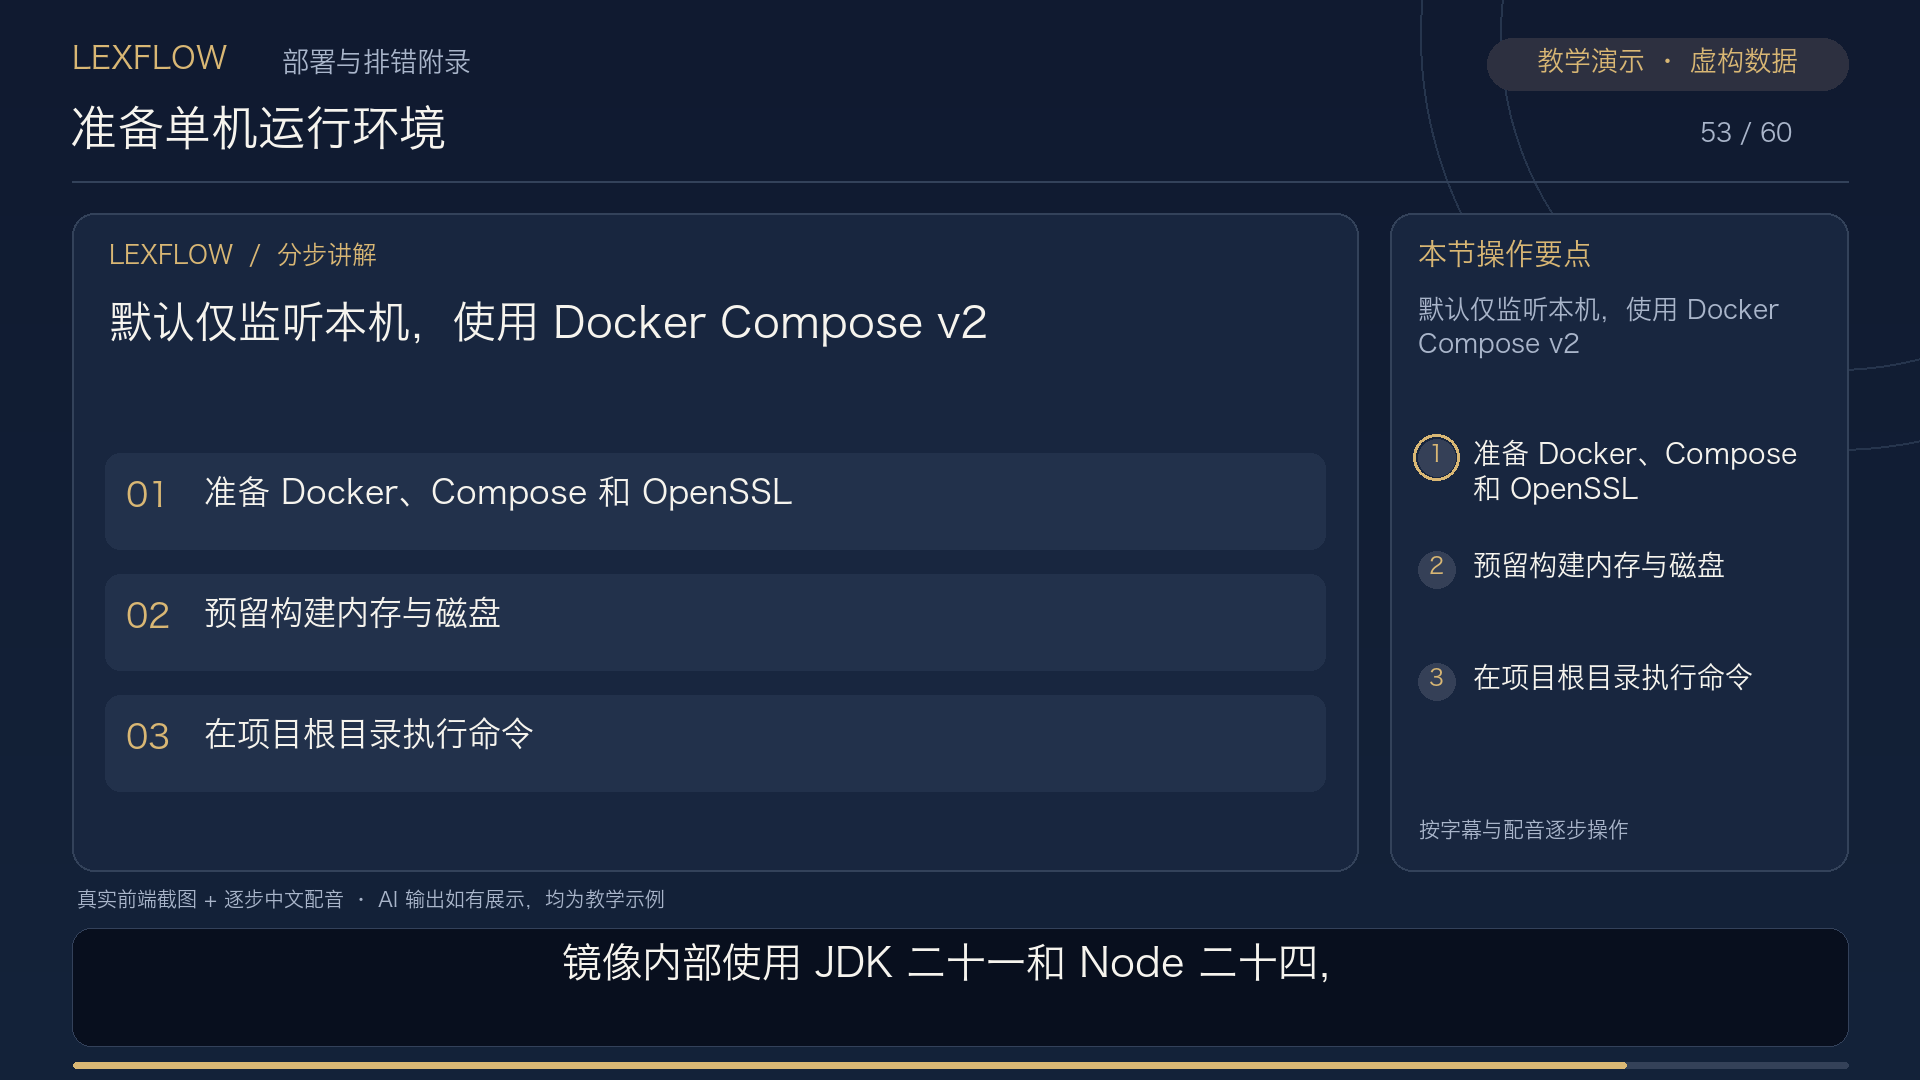 LEXFLOW 部署与排错附录
教学演示 · 虚构数据
准备单机运行环境
53 / 60
LEXFLOW / 分步讲解
默认仅监听本机，使用 Docker Compose v2
01 准备 Docker、Compose 和 OpenSSL
02 预留构建内存与磁盘
03 在项目根目录执行命令
本节操作要点
默认仅监听本机，使用 Docker
Compose v2
1 准备 Docker、Compose
和 OpenSSL
2 预留构建内存与磁盘
3 在项目根目录执行命令
按字幕与配音逐步操作
真实前端截图 + 逐步中文配音 · AI 输出如有展示，均为教学示例
镜像内部使用 JDK 二十一和 Node 二十四，